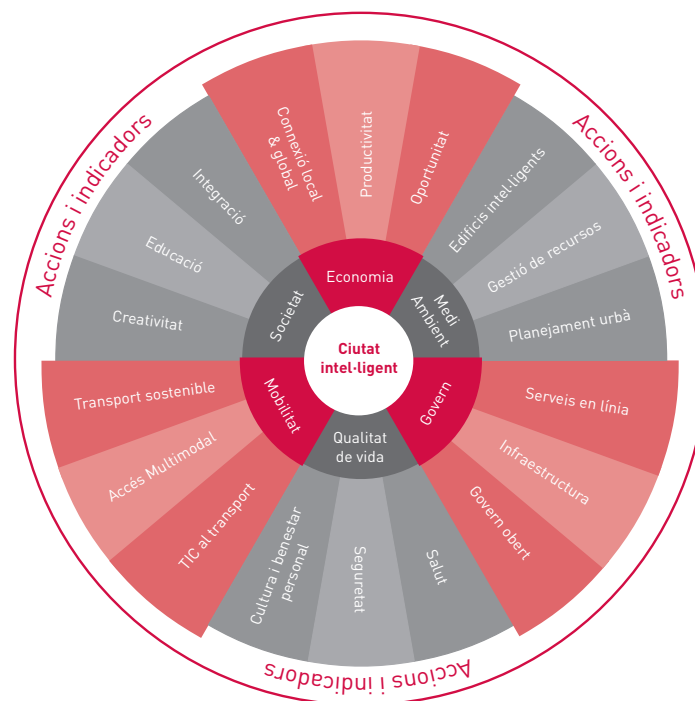 Accions i indicadors
Accions i indicadors
Accions i indicadors
Ciutat
intel·ligent
Economia
Connexió local
& global
Productivitat
Oportunitat
Medi
Ambient
Edificis intel·ligents
Gestió de recursos
Planejament urbà
Govern
Serveis en línia
Infraestructura
Govern obert
Qualitat
de vida
Salut
Seguretat
Cultura i benestar
personal
Mobilitat
TIC al transport
Accés Multimodal
Transport sostenible
Societat
Creativitat
Educació
Integració